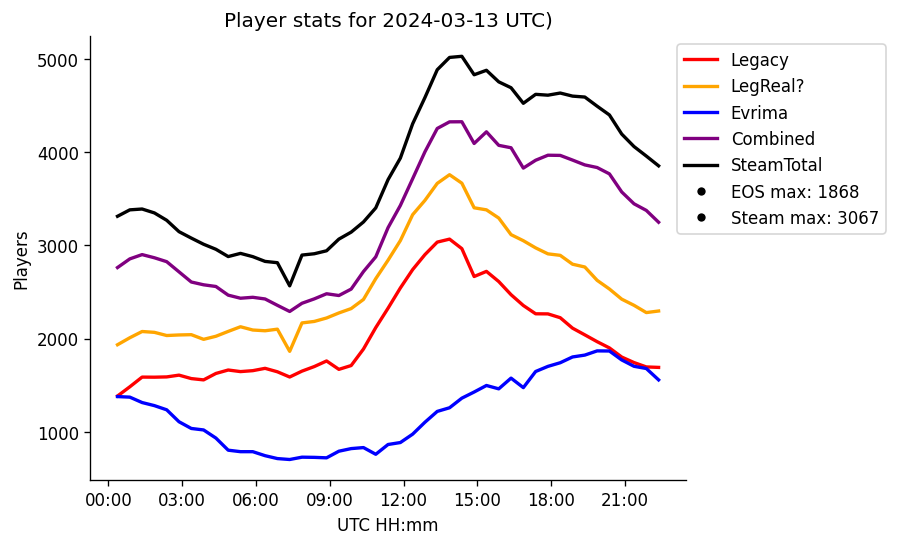 Player stats for 2024-03-13 UTC)
Players
5000
4000
3000
2000
1000
00:00 03:00 06:00 09:00 12:00 15:00 18:00 21:00
UTC HH:mm
Legacy
LegReal?
Evrima
Combined
SteamTotal
EOS max: 1868
Steam max: 3067